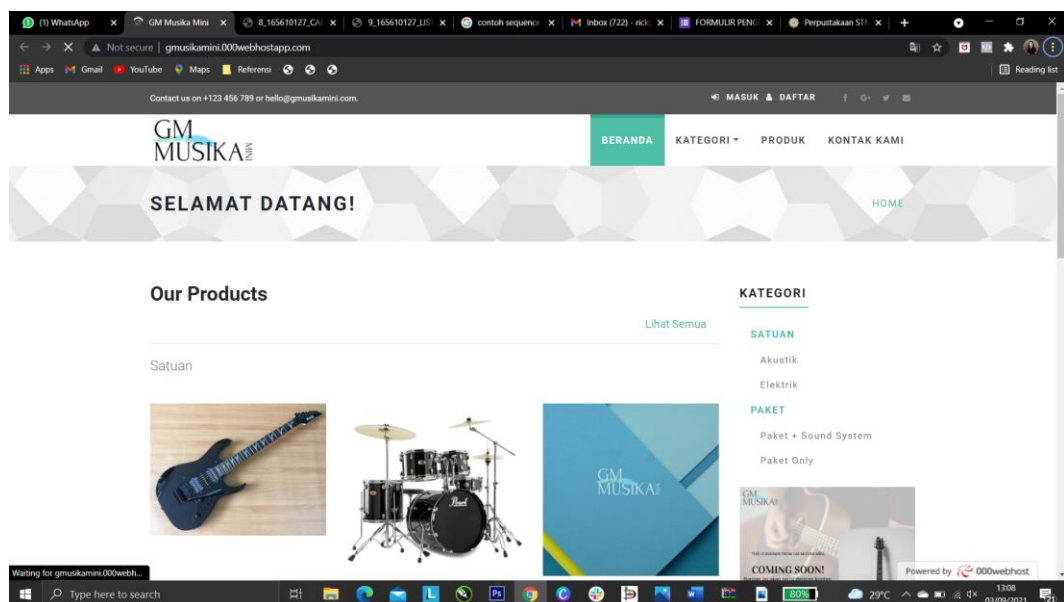 (1) WhatsApp
GM Musika Mini
8_165610127_CA
9_165610127_LIS
contoh sequence
Inbox (722) - rick
FORMULIR PENG
Perpustakaan STI
Not secure | gmusikamini.000webhostapp.com
Apps Gmail YouTube Maps Referensi Reading list
Contact us on +123 456 789 or hello@gmusikamini.com. MASUK DAFTAR
GM
MUSIKA MINI
BERANDA KATEGORI PRODUK KONTAK KAMI
SELAMAT DATANG! HOME
Our Products
Lihat Semua
Satuan
GM
MUSIKA
Pearl
KATEGORI
SATUAN
Akustik
Elektrik
PAKET
Paket + Sound System
Paket Only
GM
MUSIKA
COMING SOON!
Powered by 000webhost
Waiting for gmusikamini.000webh...
Type here to search
80%
29°C
13:08
03/09/2021